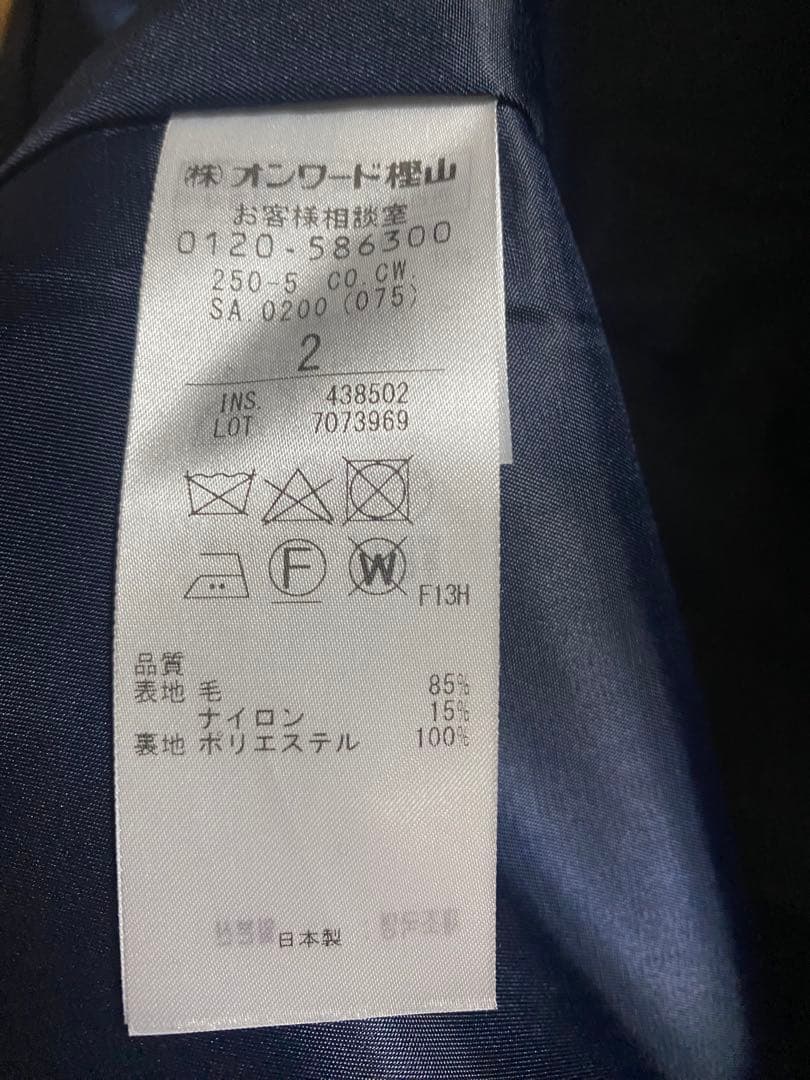 (株)オンワード樫山
お客様相談室
0120-586300
250-5 CO.CW.
SA.0200(075)
2
INS. 438502
LOT 7073969
F
W
F13H
品質
表地 毛 85%
ナイロン 15%
裏地 ポリエステル 100%
日本製